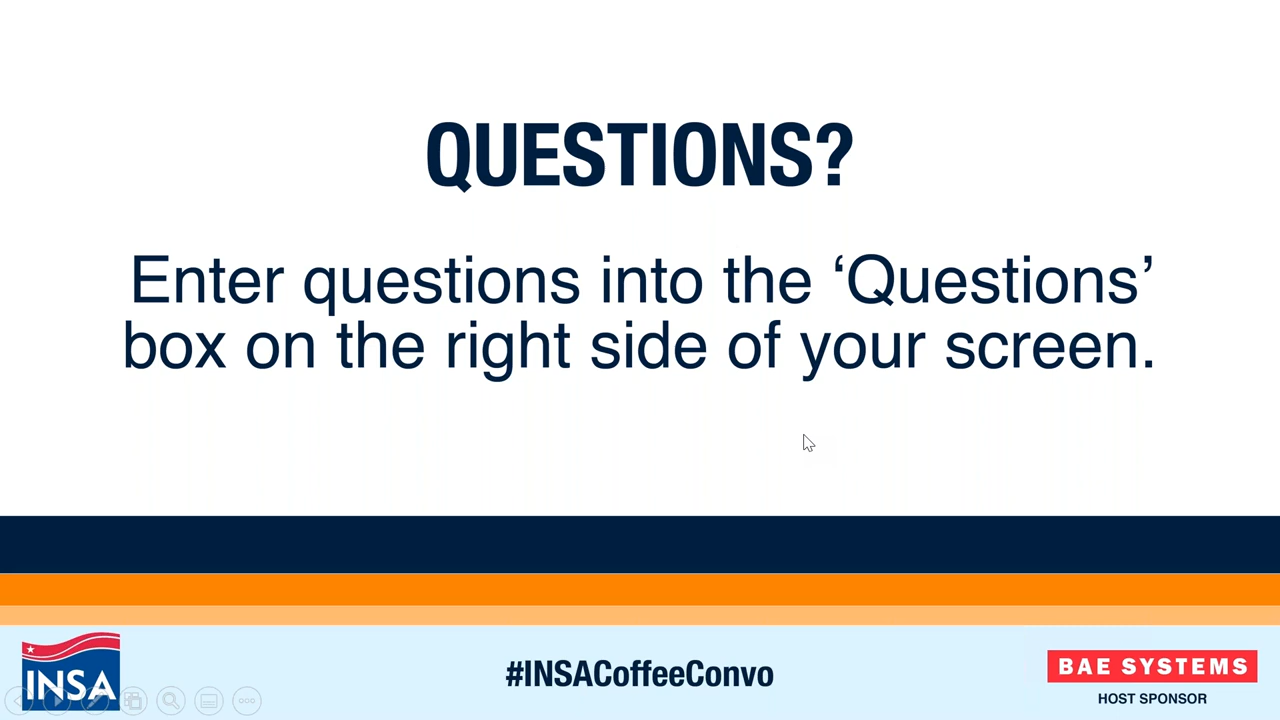 QUESTIONS?
Enter questions into the ‘Questions’
box on the right side of your screen.
INSA
#INSACoffeeConvo
BAE SYSTEMS
HOST SPONSOR